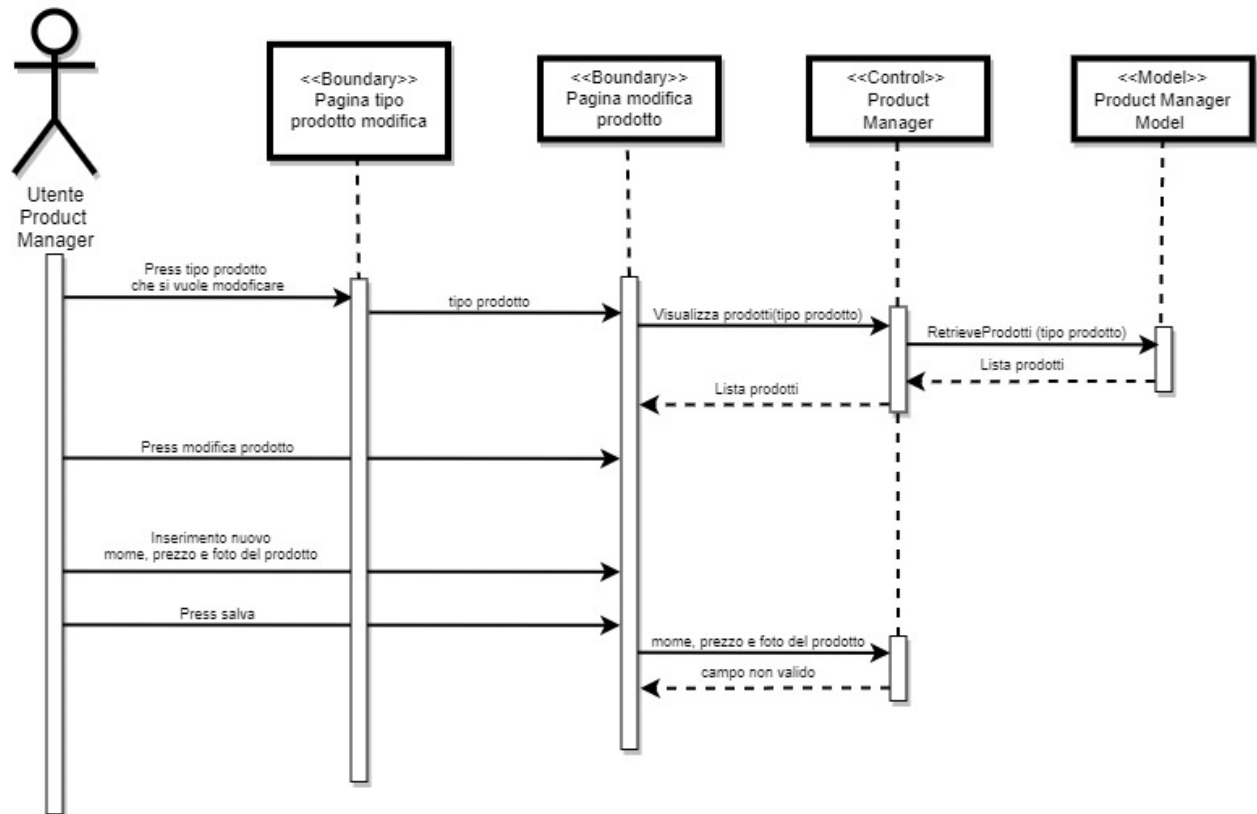 <<Boundary>>
Pagina tipo
prodotto modifica
<<Boundary>>
Pagina modifica
prodotto
<<Control>>
Product
Manager
<<Model>>
Product Manager
Model
Utente
Product
Manager
Press tipo prodotto
che si vuole modoficare
tipo prodotto
Visualizza prodotti(tipo prodotto)
RetrieveProdotti (tipo prodotto)
Lista prodotti
Lista prodotti
Press modifica prodotto
Inserimento nuovo
mome, prezzo e foto del prodotto
Press salva
mome, prezzo e foto del prodotto
campo non valido